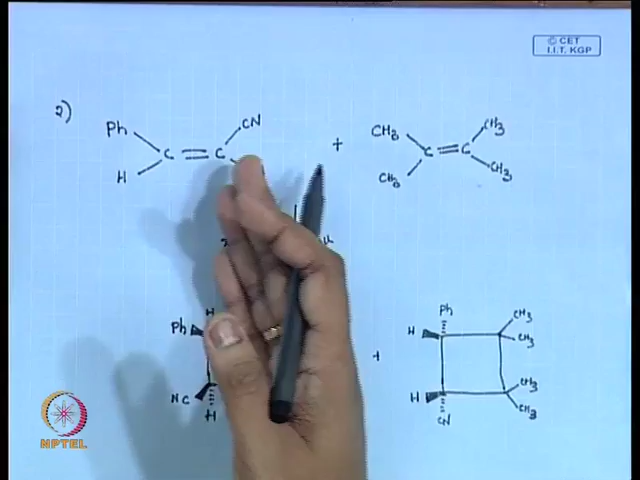 © CET
I.I.T. KGP
2)
Ph CN + CH3 CH3
C = C C = C
H CH3 CH3
H Ph CH3
Ph H CH3
+
NC H CH3
H CN CH3
NPTEL